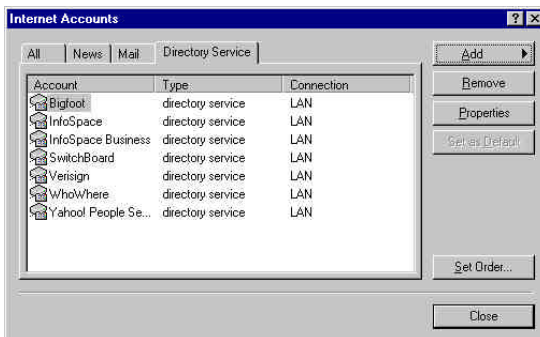 Internet Accounts
All News Mail Directory Service
Add
Remove
Properties
Set as Default
Account Type Connection
Bigfoot directory service LAN
InfoSpace directory service LAN
InfoSpace Business directory service LAN
SwitchBoard directory service LAN
Verisign directory service LAN
WhoWhere directory service LAN
Yahoo! People Se... directory service LAN
Set Order...
Close